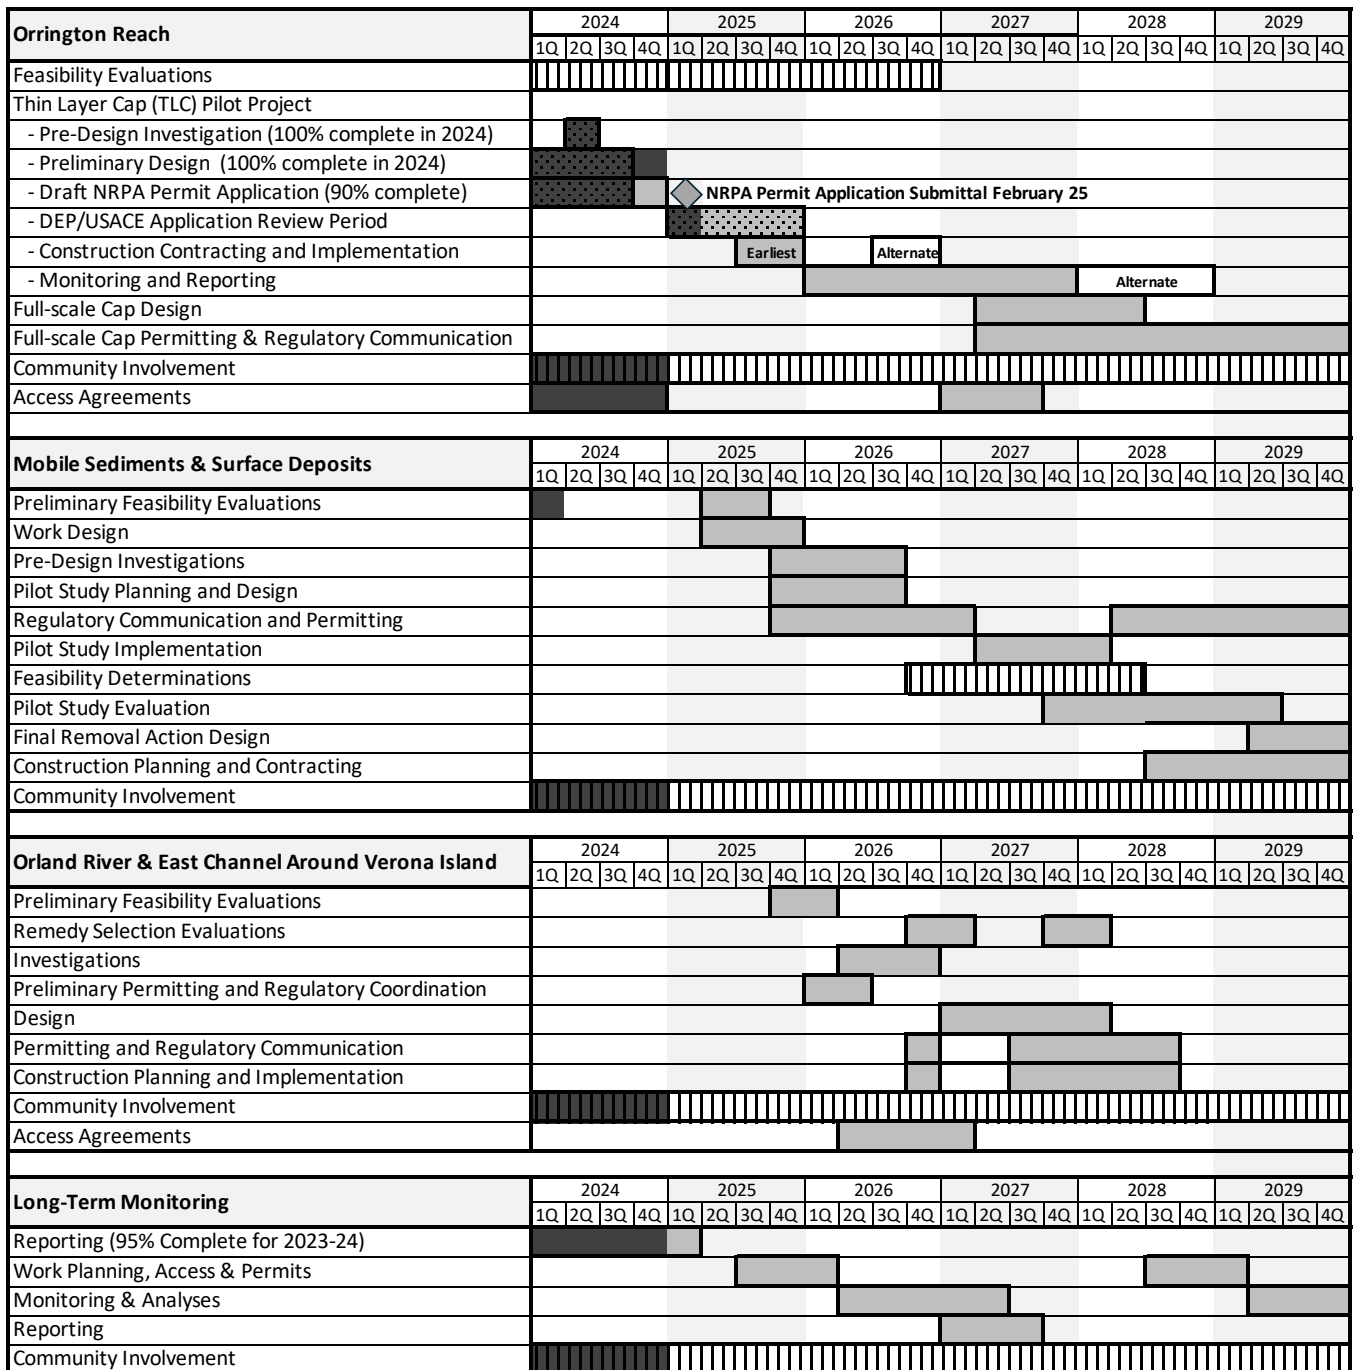 Orrington Reach 2024 2025 2026 2027 2028 2029
1Q 2Q 3Q 4Q 1Q 2Q 3Q 4Q 1Q 2Q 3Q 4Q 1Q 2Q 3Q 4Q 1Q 2Q 3Q 4Q 1Q 2Q 3Q 4Q
Feasibility Evaluations
Thin Layer Cap (TLC) Pilot Project
- Pre-Design Investigation (100% complete in 2024)
- Preliminary Design (100% complete in 2024)
- Draft NRPA Permit Application (90% complete) NRPA Permit Application Submittal February 25
- DEP/USACE Application Review Period
- Construction Contracting and Implementation Earliest Alternate
- Monitoring and Reporting Alternate
Full-scale Cap Design
Full-scale Cap Permitting & Regulatory Communication
Community Involvement
Access Agreements
Mobile Sediments & Surface Deposits 2024 2025 2026 2027 2028 2029
1Q 2Q 3Q 4Q 1Q 2Q 3Q 4Q 1Q 2Q 3Q 4Q 1Q 2Q 3Q 4Q 1Q 2Q 3Q 4Q 1Q 2Q 3Q 4Q
Preliminary Feasibility Evaluations
Work Design
Pre-Design Investigations
Pilot Study Planning and Design
Regulatory Communication and Permitting
Pilot Study Implementation
Feasibility Determinations
Pilot Study Evaluation
Final Removal Action Design
Construction Planning and Contracting
Community Involvement
Orland River & East Channel Around Verona Island 2024 2025 2026 2027 2028 2029
1Q 2Q 3Q 4Q 1Q 2Q 3Q 4Q 1Q 2Q 3Q 4Q 1Q 2Q 3Q 4Q 1Q 2Q 3Q 4Q 1Q 2Q 3Q 4Q
Preliminary Feasibility Evaluations
Remedy Selection Evaluations
Investigations
Preliminary Permitting and Regulatory Coordination
Design
Permitting and Regulatory Communication
Construction Planning and Implementation
Community Involvement
Access Agreements
Long-Term Monitoring 2024 2025 2026 2027 2028 2029
1Q 2Q 3Q 4Q 1Q 2Q 3Q 4Q 1Q 2Q 3Q 4Q 1Q 2Q 3Q 4Q 1Q 2Q 3Q 4Q 1Q 2Q 3Q 4Q
Reporting (95% Complete for 2023-24)
Work Planning, Access & Permits
Monitoring & Analyses
Reporting
Community Involvement